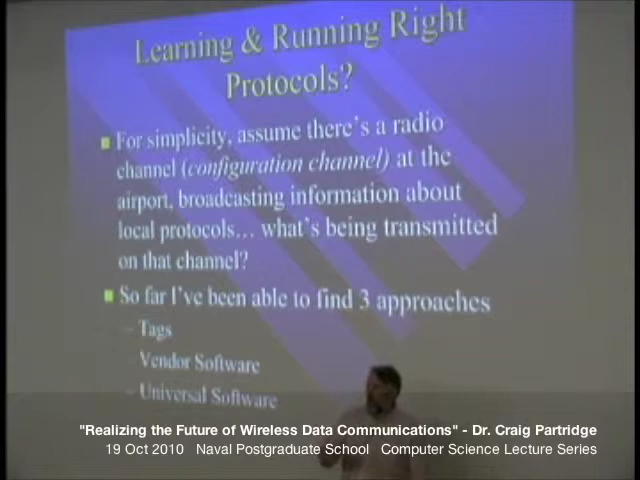 Learning & Running Right
Protocols?
For simplicity, assume there's a radio
channel (configuration channel) at the
airport, broadcasting information about
local protocols... what's being transmitted
on that channel?
So far I've been able to find 3 approaches
– Tags
Vendor Software
– Universal Software
"Realizing the Future of Wireless Data Communications" - Dr. Craig Partridge
19 Oct 2010 Naval Postgraduate School Computer Science Lecture Series